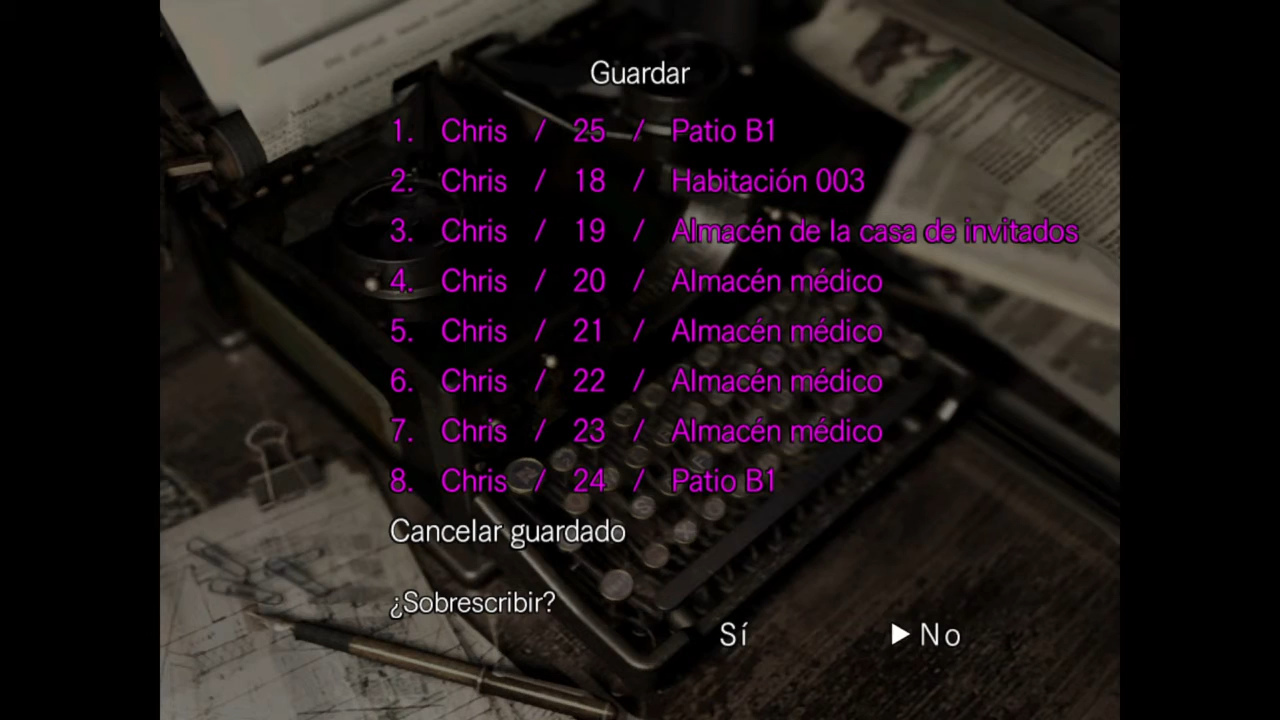 Guardar
1. Chris / 25 / Patio B1
2. Chris / 18 / Habitación 003
3. Chris / 19 / Almacén de la casa de invitados
4. Chris / 20 / Almacén médico
5. Chris / 21 / Almacén médico
6. Chris / 22 / Almacén médico
7. Chris / 23 / Almacén médico
8. Chris / 24 / Patio B1
Cancelar guardado
¿Sobrescribir?
Sí ▶ No